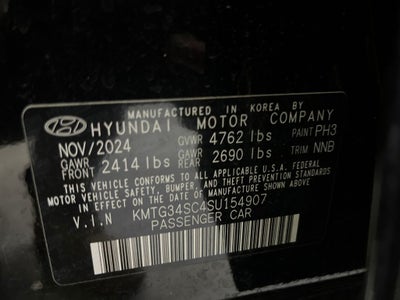 MANUFACTURED IN KOREA BY
HYUNDAI MOTOR COMPANY
NOV/2024 GVWR 4762 lbs PAINT PH3
GAWR FRONT 2414 lbs GAWR REAR 2690 lbs TRIM NNB
THIS VEHICLE CONFORMS TO ALL APPLICABLE U.S.A. FEDERAL
MOTOR VEHICLE SAFETY, BUMPER, AND THEFT PREVENTION STANDARDS
IN EFFECT ON THE DATE OF MANUFACTURE SHOWN ABOVE.
V.I.N KMTG34SC4SU154907
PASSENGER CAR